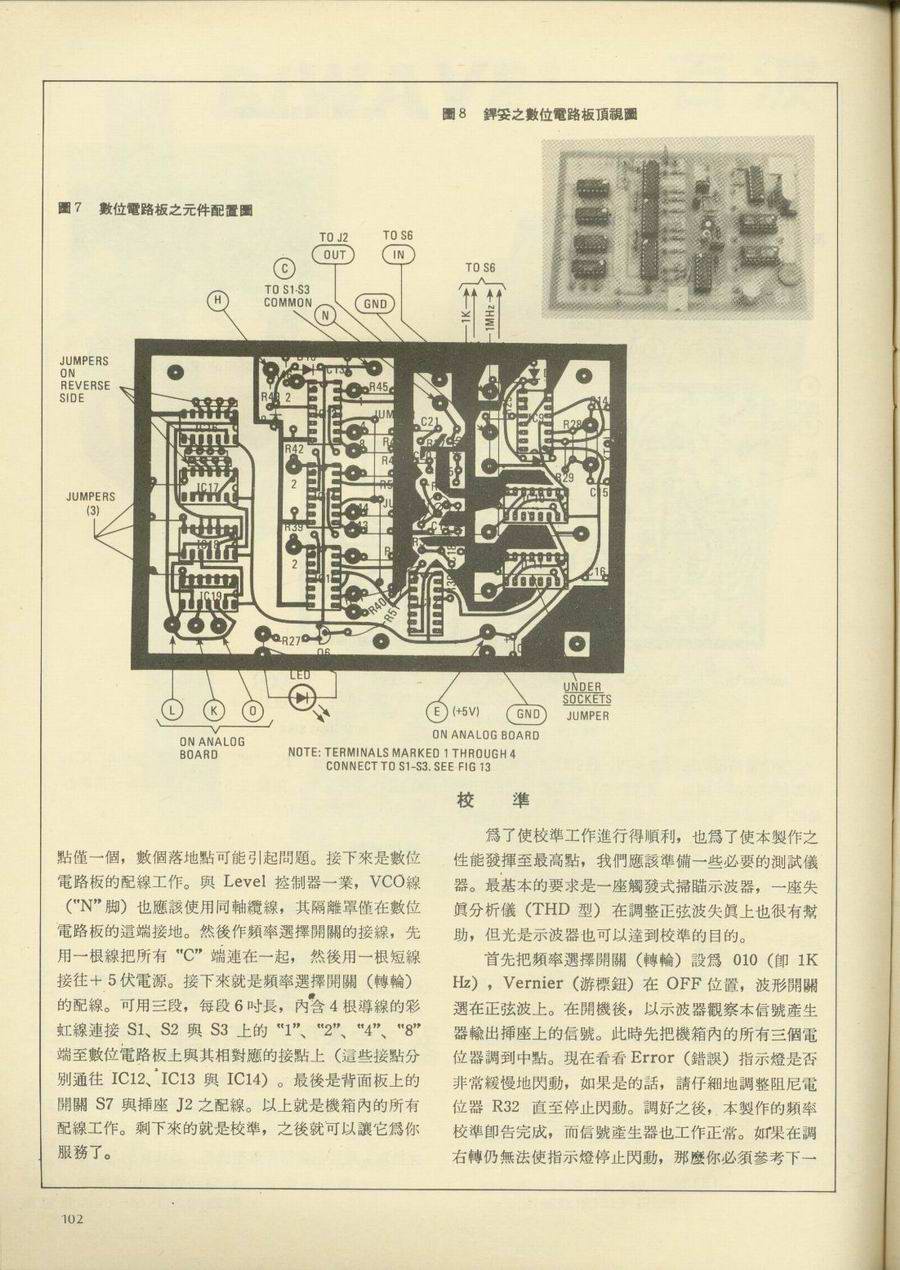 圖8 銲妥之數位電路板頂視圖
圖7 數位電路板之元件配置圖
TO J2
OUT
TO S6
IN
C
TO S1-S3
COMMON
H
N
GND
TO S6
1K
1MHz
JUMPERS
ON
REVERSE
SIDE
JUMPERS
(3)
IC17
IC19
R42
R39
R45
R27
R40
R51
C21
R28
R29
C15
C16
2
2
2
Q6
LED
L
K
O
ON ANALOG
BOARD
E (+5V)
GND
ON ANALOG BOARD
UNDER
SOCKETS
JUMPER
NOTE: TERMINALS MARKED 1 THROUGH 4
CONNECT TO S1-S3. SEE FIG 13
點僅一個，數個落地點可能引起問題。接下來是數位
電路板的配線工作。與 Level 控制器一業，VCO線
（"N"脚）也應該使用同軸纜線，其隔離罩僅在數位
電路板的這端接地。然後作頻率選擇開關的接線，先
用一根線把所有 "C" 端連在一起， 然後用一根短線
接往＋5伏電源。接下來就是頻率選擇開關（轉輪）
的配線。可用三段，每段6吋長，內含4根導線的彩
虹線連接 S1、S2 與 S3 上的 "1"、"2"、"4"、"8"
端至數位電路板上與其相對應的接點上（這些接點分
別通往 IC12、IC13 與 IC14）。最後是背面板上的
開關 S7 與揷座 J2 之配線。以上就是機箱內的所有
配線工作。剩下來的就是校準，之後就可以讓它爲你
服務了。
校 準
爲了使校準工作進行得順利，也爲了使本製作之
性能發揮至最高點，我們應該準備一些必要的測試儀
器。最基本的要求是一座觸發式掃瞄示波器，一座失
眞分析儀（THD 型）在調整正弦波失眞上也很有幫
助，但光是示波器也可以達到校準的目的。
首先把頻率選擇開關（轉輪）設爲 010（卽 1K
Hz），Vernier（游標鈕）在 OFF 位置，波形開關
選在正弦波上。在開機後，以示波器觀察本信號產生
器輸出揷座上的信號。此時先把機箱內的所有三個電
位器調到中點。現在看看 Error（錯誤）指示燈是否
非常緩慢地閃動，如果是的話，請仔細地調整阻尼電
位器 R32 直至停止閃動。調好之後，本製作的頻率
校準卽告完成，而信號產生器也工作正常。如果在調
右轉仍無法使指示燈停止閃動，那麼你必須參考下一
102